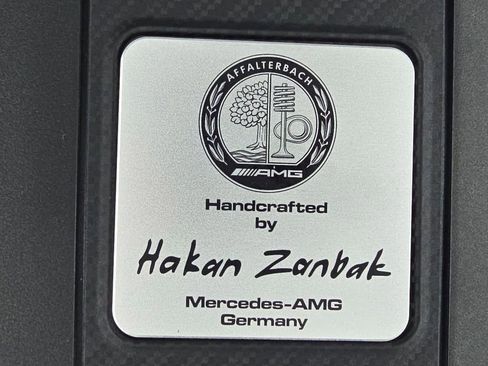 AFFALTERBACH
AMG
Handcrafted
by
Hakan Zanbak
Mercedes-AMG
Germany